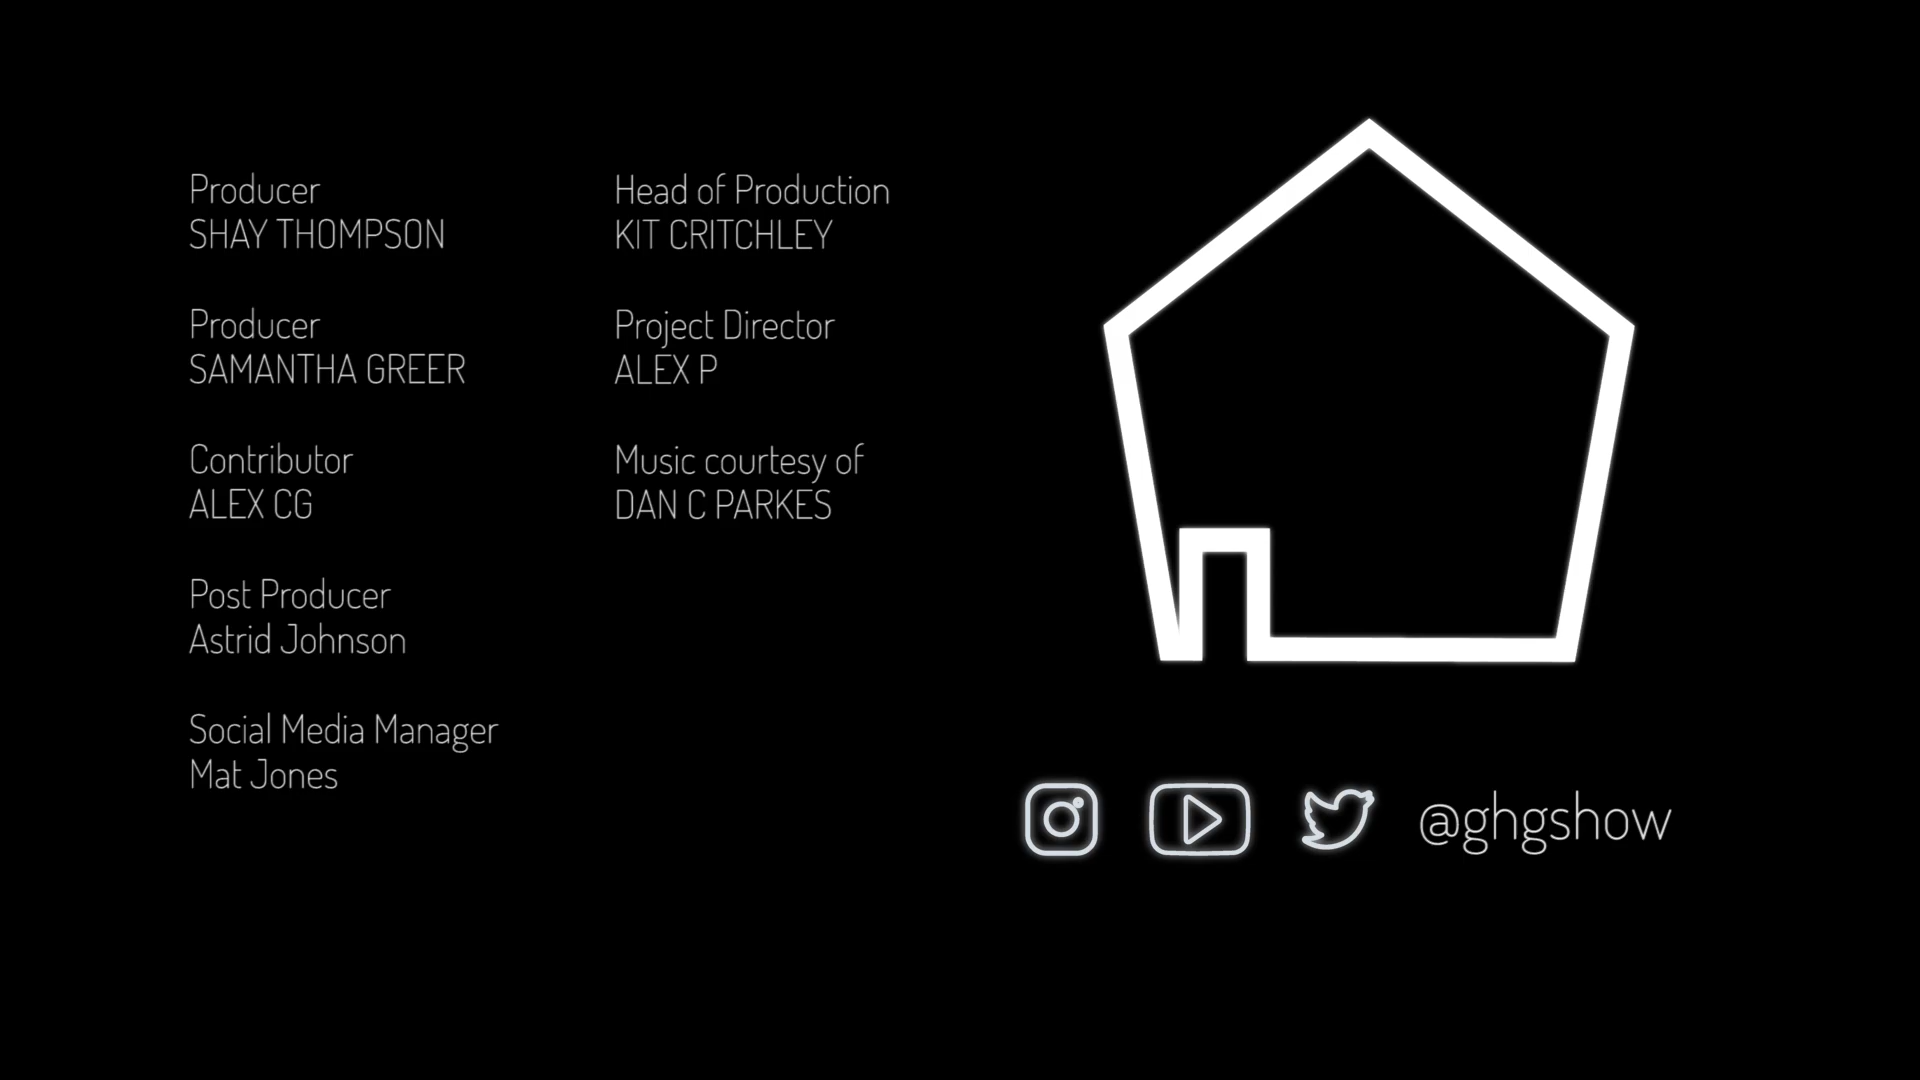 Producer
SHAY THOMPSON
Producer
SAMANTHA GREER
Contributor
ALEX CG
Post Producer
Astrid Johnson
Social Media Manager
Mat Jones
Head of Production
KIT CRITCHLEY
Project Director
ALEX P
Music courtesy of
DAN C PARKES
@ghgshow